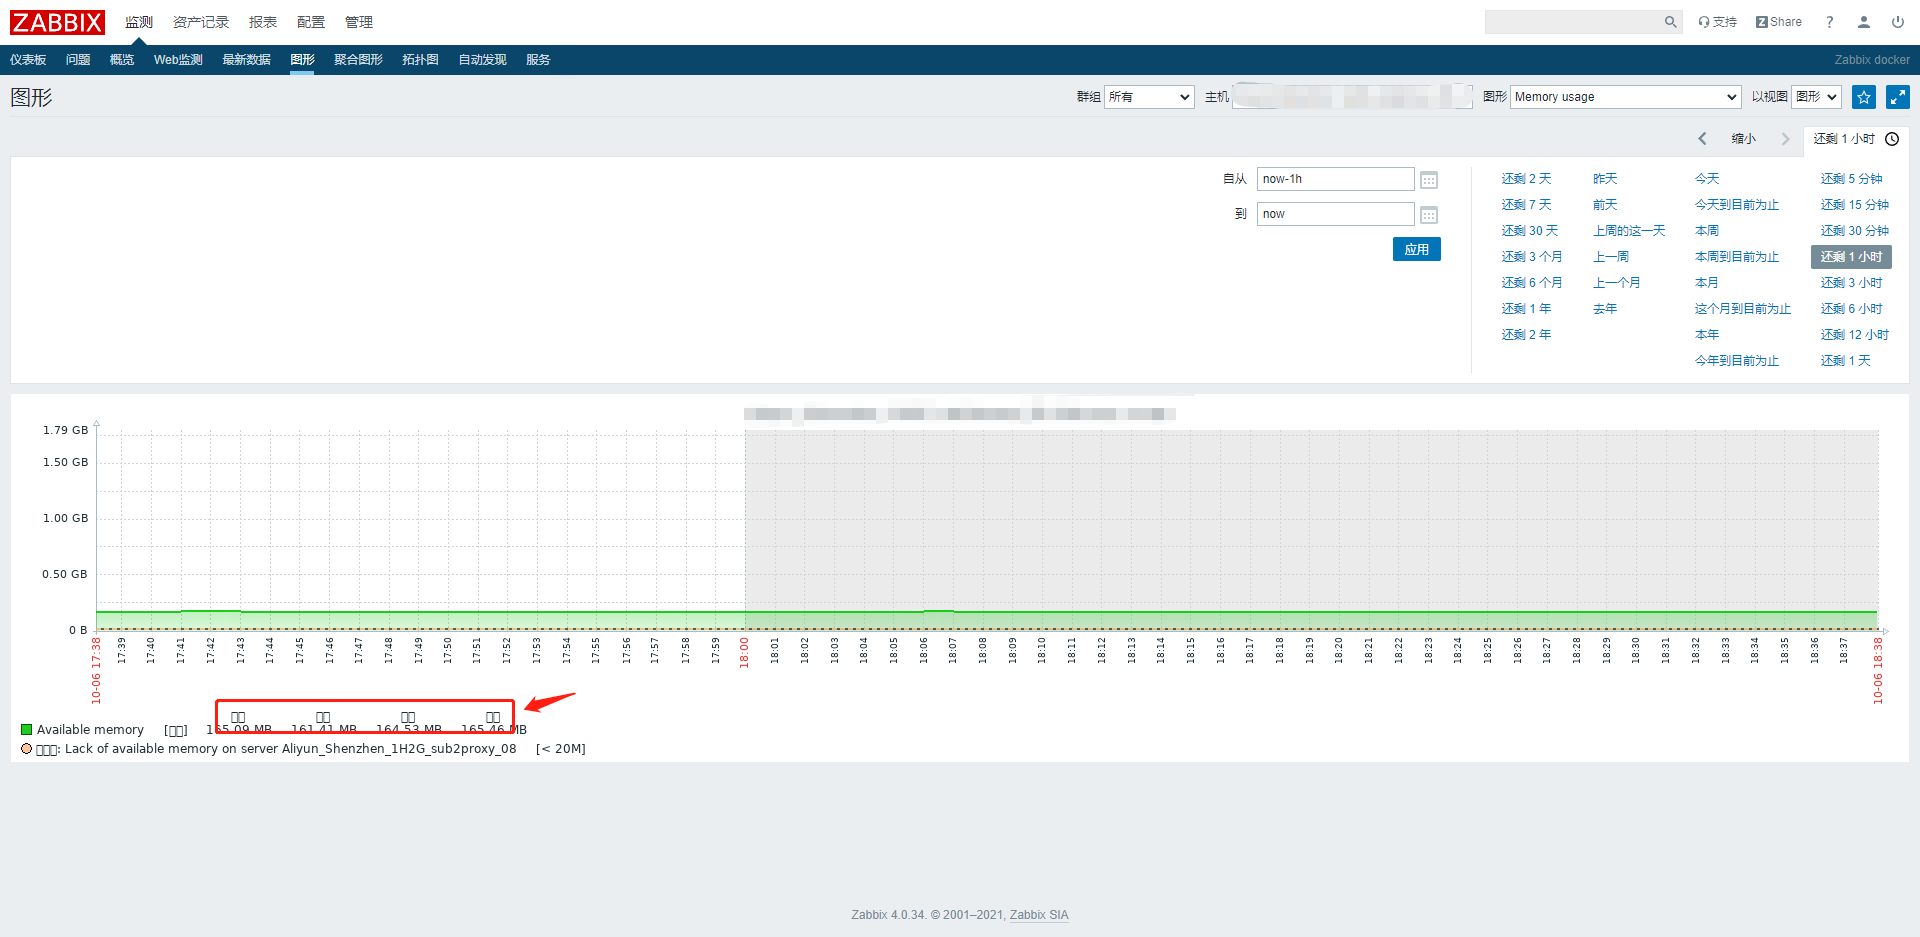 ZABBIX 监测 资产记录 报表 配置 管理 支持 Z Share ?
仪表板 问题 概览 Web监测 最新数据 图形 聚合图形 拓扑图 自动发现 服务 Zabbix docker
图形 群组 所有 主机 图形 Memory usage 以视图 图形
缩小 还剩 1 小时
自从 now-1h
到 now
应用
还剩 2 天 昨天 今天 还剩 5 分钟
还剩 7 天 前天 今天到目前为止 还剩 15 分钟
还剩 30 天 上周的这一天 本周 还剩 30 分钟
还剩 3 个月 上一周 本周到目前为止 还剩 1 小时
还剩 6 个月 上一个月 本月 还剩 3 小时
还剩 1 年 去年 这个月到目前为止 还剩 6 小时
还剩 2 年 本年 还剩 12 小时
今年到目前为止 还剩 1 天
1.79 GB
1.50 GB
1.00 GB
0.50 GB
0 B
10-06 17:38 17:39 17:40 17:41 17:42 17:43 17:44 17:45 17:46 17:47 17:48 17:49 17:50 17:51 17:52 17:53 17:54 17:55 17:56 17:57 17:58 17:59 18:00 18:01 18:02 18:03 18:04 18:05 18:06 18:07 18:08 18:09 18:10 18:11 18:12 18:13 18:14 18:15 18:16 18:17 18:18 18:19 18:20 18:21 18:22 18:23 18:24 18:25 18:26 18:27 18:28 18:29 18:30 18:31 18:32 18:33 18:34 18:35 18:36 18:37 10-06 18:38
Available memory [□□] 165.09 MB 161.41 MB 164.53 MB 165.46 MB
□□□: Lack of available memory on server Aliyun_Shenzhen_1H2G_sub2proxy_08 [< 20M]
Zabbix 4.0.34. © 2001–2021, Zabbix SIA